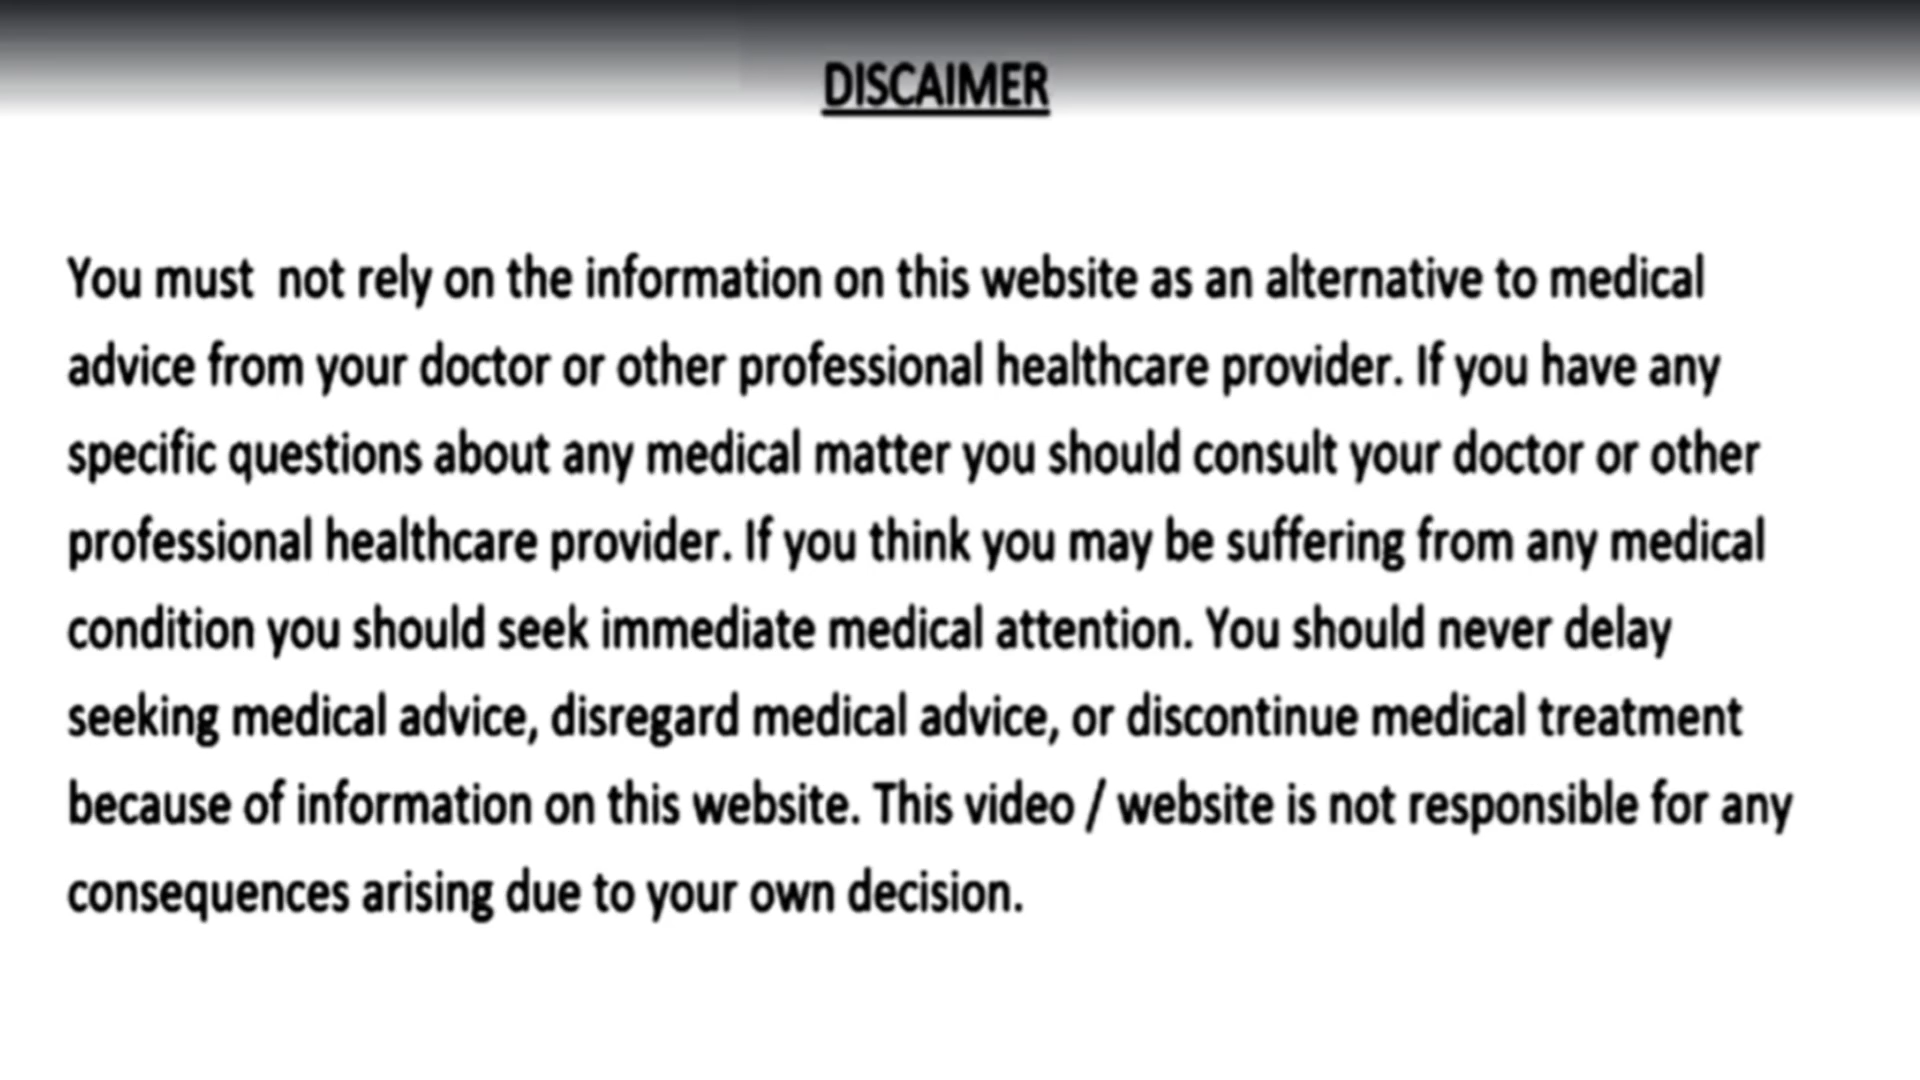 DISCAIMER
You must  not rely on the information on this website as an alternative to medical
advice from your doctor or other professional healthcare provider. If you have any
specific questions about any medical matter you should consult your doctor or other
professional healthcare provider. If you think you may be suffering from any medical
condition you should seek immediate medical attention. You should never delay
seeking medical advice, disregard medical advice, or discontinue medical treatment
because of information on this website. This video / website is not responsible for any
consequences arising due to your own decision.